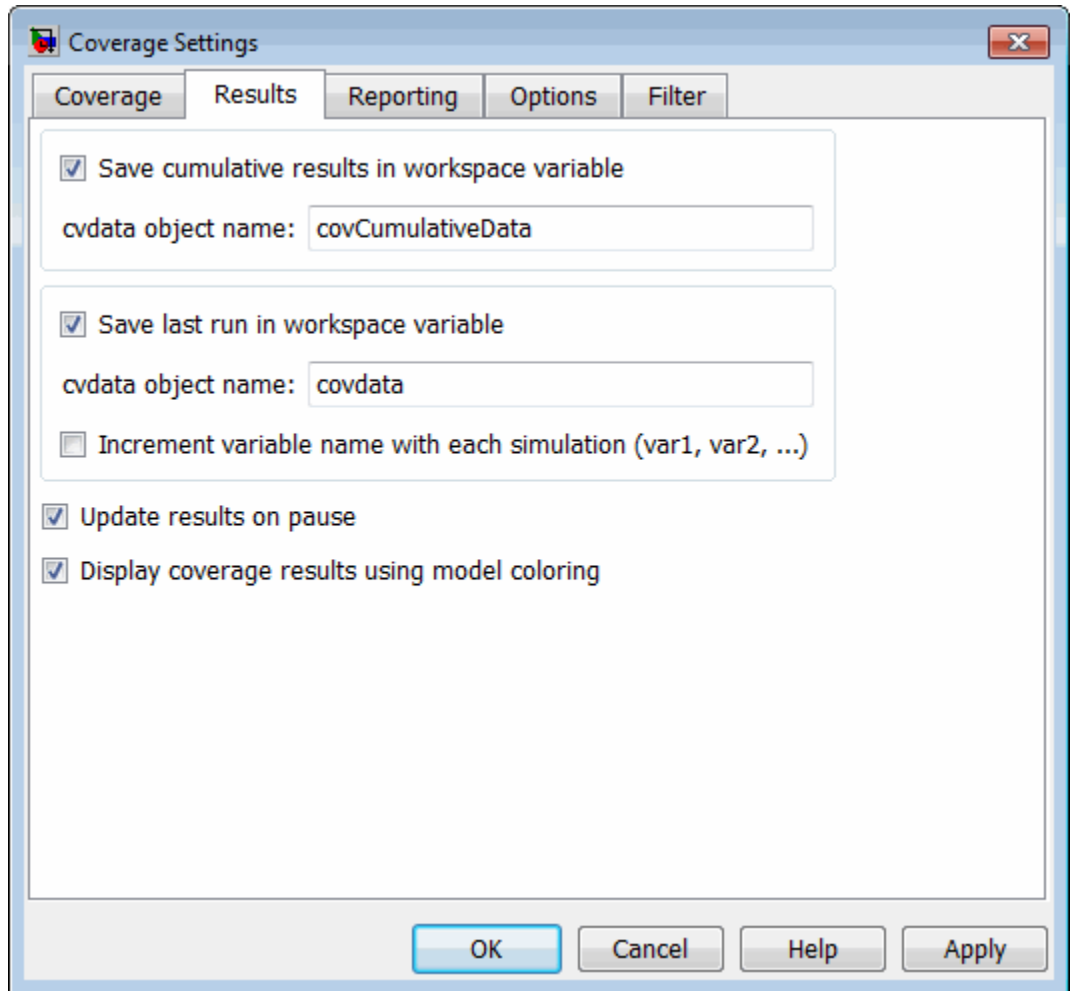 Coverage Settings
Coverage Results Reporting Options Filter
Save cumulative results in workspace variable
cvdata object name: covCumulativeData
Save last run in workspace variable
cvdata object name: covdata
Increment variable name with each simulation (var1, var2, ...)
Update results on pause
Display coverage results using model coloring
OK Cancel Help Apply